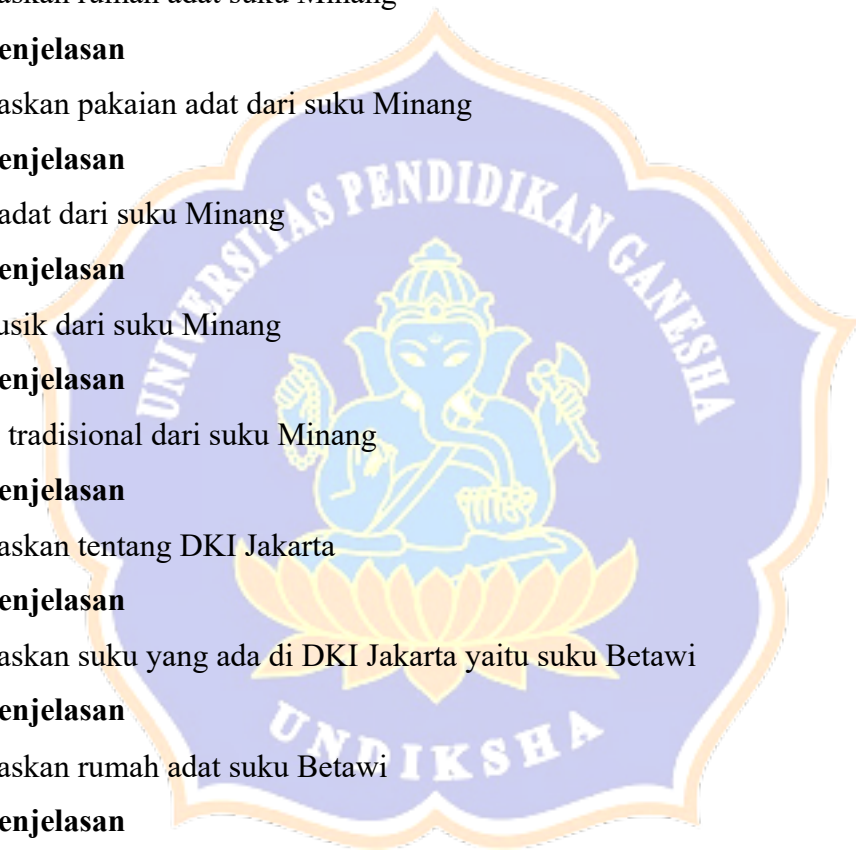 askan rumah adat suku Minang
enjelasan
askan pakaian adat dari suku Minang
enjelasan
adat dari suku Minang
enjelasan
usik dari suku Minang
enjelasan
tradisional dari suku Minang
enjelasan
askan tentang DKI Jakarta
enjelasan
askan suku yang ada di DKI Jakarta yaitu suku Betawi
enjelasan
askan rumah adat suku Betawi
enjelasan
UNIVERSITAS PENDIDIKAN GANESHA
UNDIKSHA